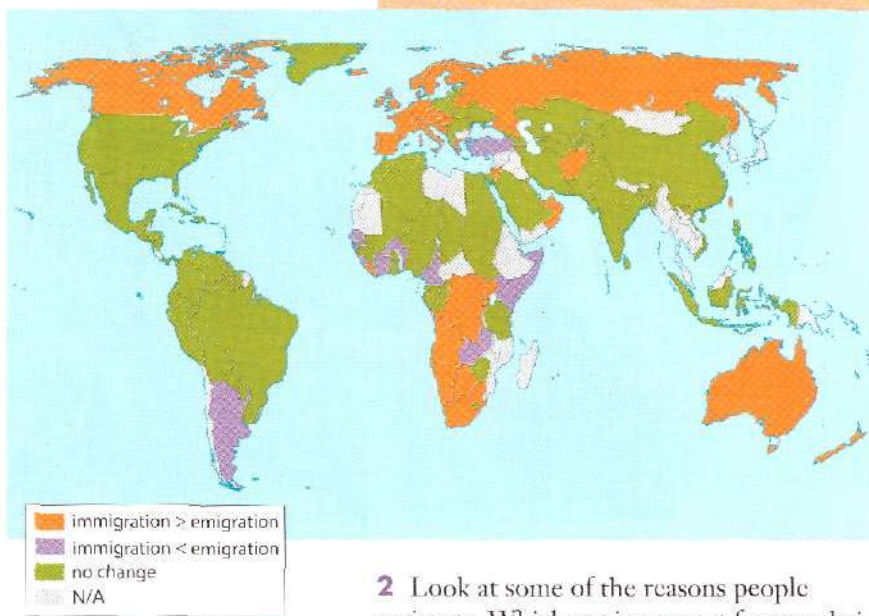 immigration > emigration
immigration < emigration
no change
N/A
2 Look at some of the reasons people